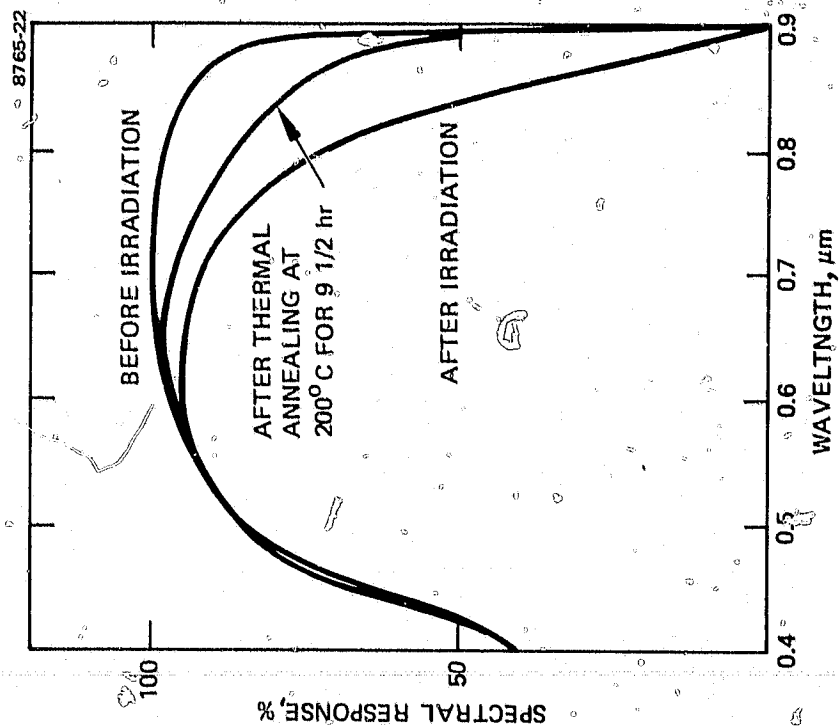 8765-22
BEFORE IRRADIATION
AFTER THERMAL
ANNEALING AT
200°C FOR 9 1/2 hr
AFTER IRRADIATION
SPECTRAL RESPONSE, %
100
50
0.4
0.5
0.6
0.7
0.8
0.9
WAVELTNGTH, μm